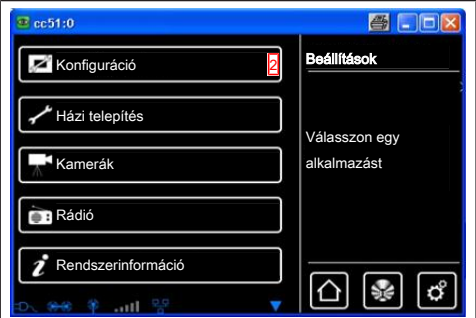 cc51:0
Konfiguráció
2
Házi telepítés
Kamerák
Rádió
Rendszerinformáció
Beállítások
Válasszon egy
alkalmazást